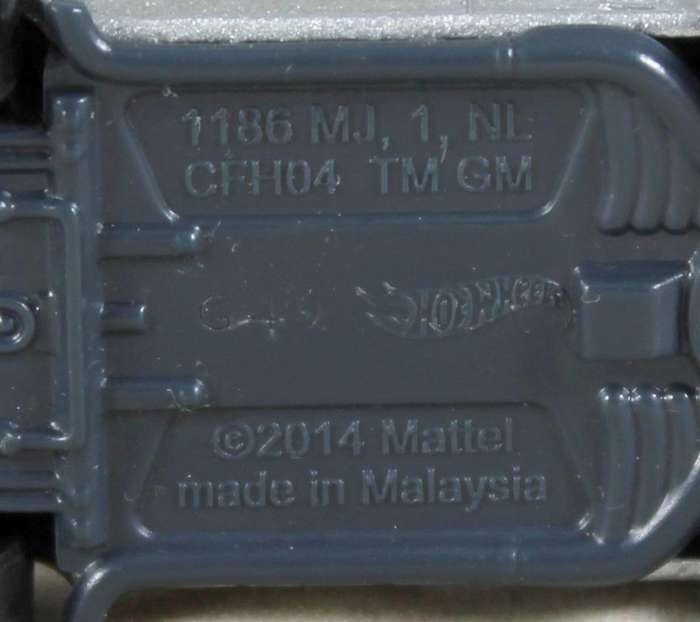 1186 MJ, 1, NL
CFH04 TM GM
Hot Wheels
©2014 Mattel
made in Malaysia